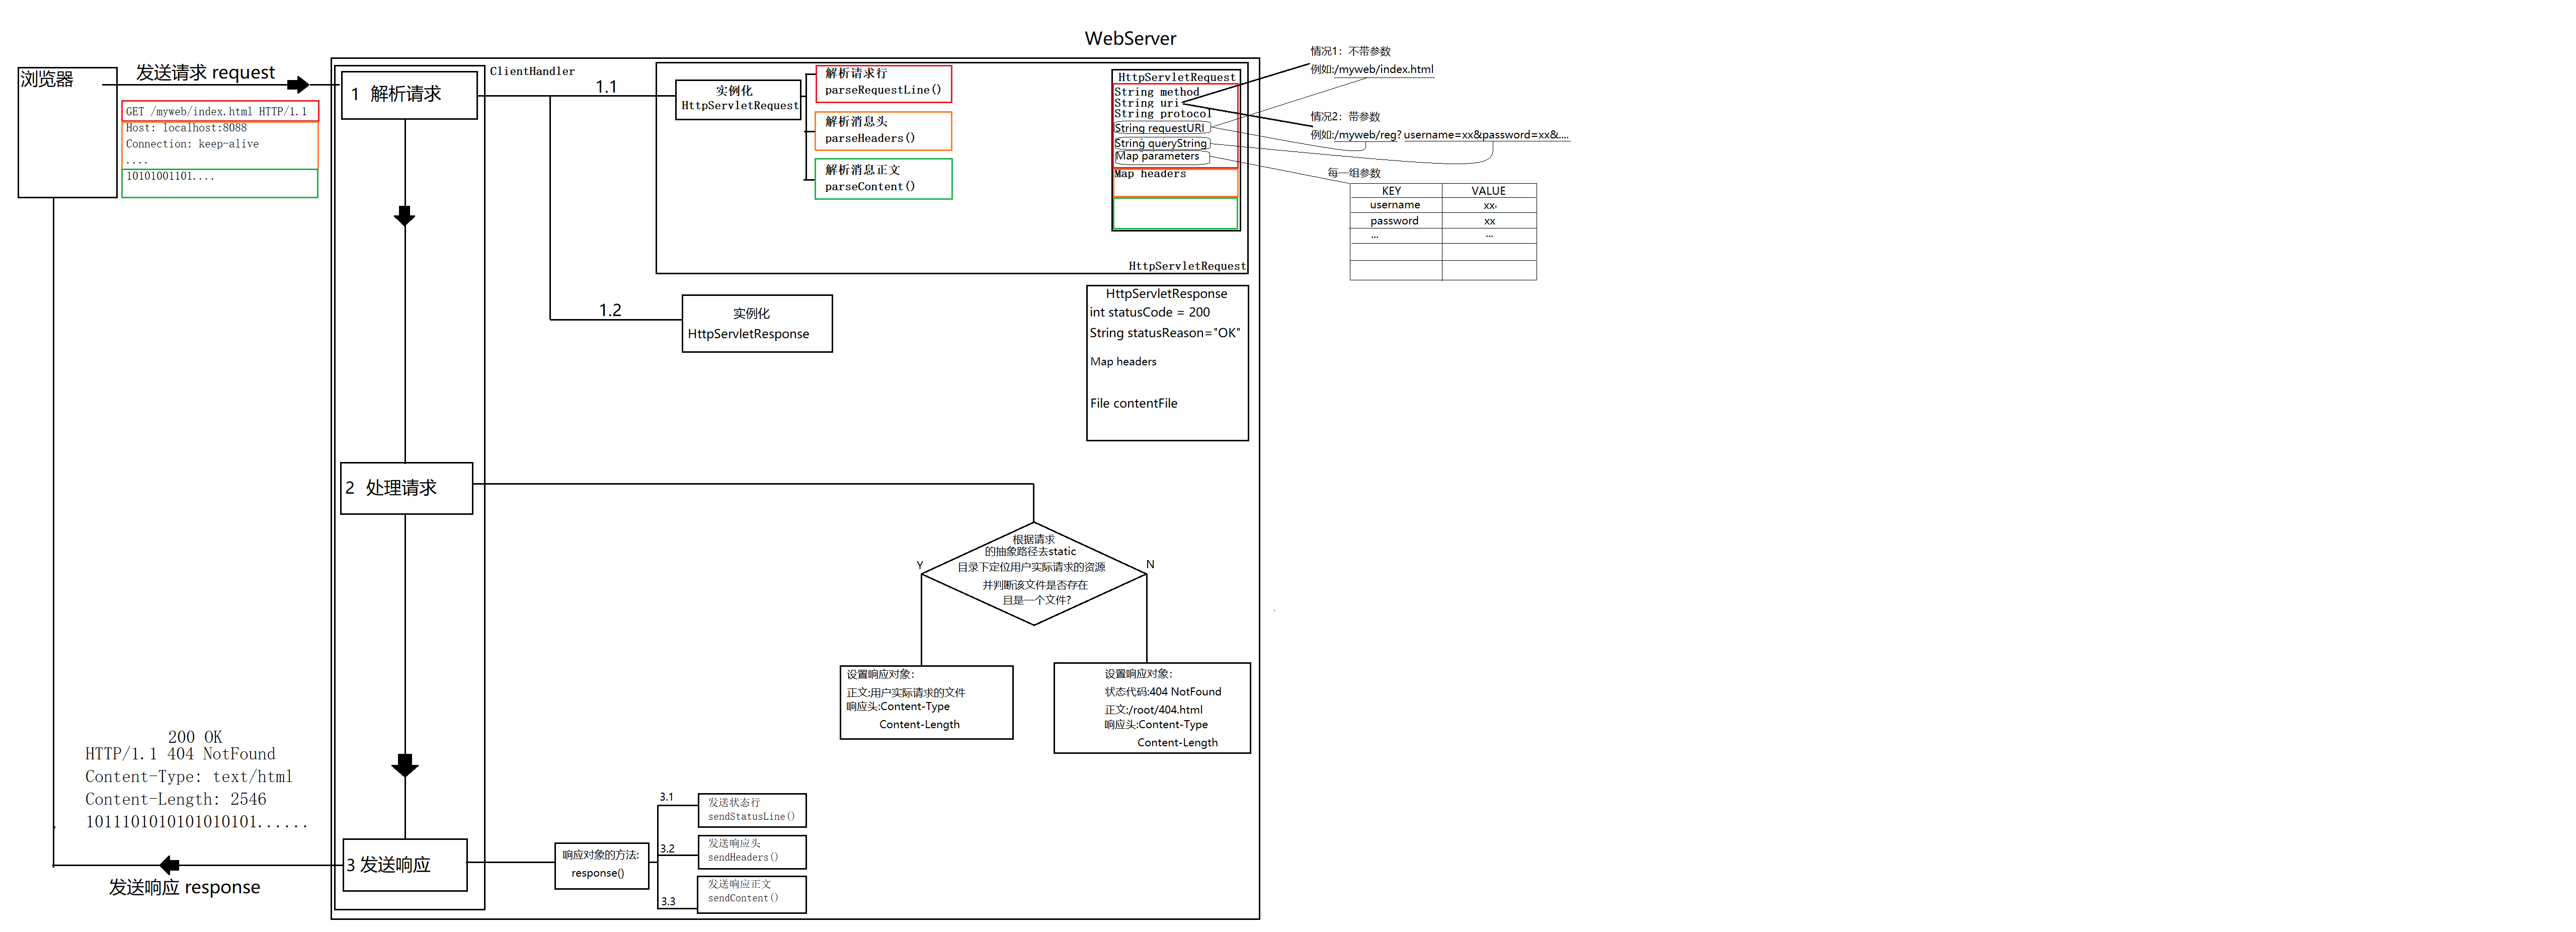 WebServer
浏览器
发送请求 request
GET /myweb/index.html HTTP/1.1
Host: localhost:8088
Connection: keep-alive
....
10101001101....
1 解析请求
ClientHandler
1.1
实例化
HttpServletRequest
解析请求行
parseRequestLine()
解析消息头
parseHeaders()
解析消息正文
parseContent()
HttpServletRequest
String method
String uri
String protocol
String requestURI
String queryString
Map parameters
Map headers
HttpServletRequest
情况1：不带参数
例如:/myweb/index.html
情况2：带参数
例如:/myweb/reg? username=xx&password=xx&....
每一组参数
KEY VALUE
username xx
password xx
... ...
1.2
实例化
HttpServletResponse
HttpServletResponse
int statusCode = 200
String statusReason="OK"
Map headers
File contentFile
2 处理请求
根据请求
的抽象路径去static
目录下定位用户实际请求的资源
并判断该文件是否存在
且是一个文件?
Y
N
设置响应对象：
正文:用户实际请求的文件
响应头:Content-Type
Content-Length
设置响应对象：
状态代码:404 NotFound
正文:/root/404.html
响应头:Content-Type
Content-Length
200 OK
HTTP/1.1 404 NotFound
Content-Type: text/html
Content-Length: 2546
1011101010101010101......
3 发送响应
发送响应 response
响应对象的方法:
response()
3.1
发送状态行
sendStatusLine()
3.2
发送响应头
sendHeaders()
3.3
发送响应正文
sendContent()